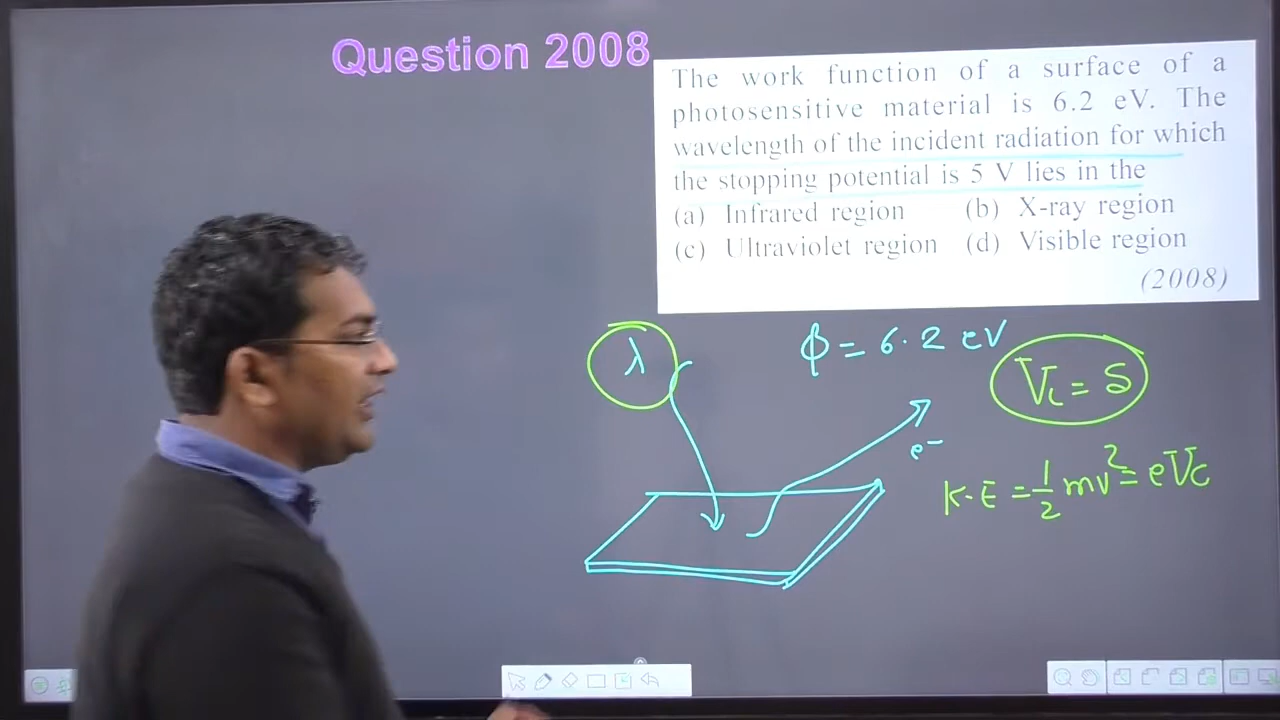 Question 2008
The work function of a surface of a
photosensitive material is 6.2 eV. The
wavelength of the incident radiation for which
the stopping potential is 5 V lies in the
(a) Infrared region (b) X-ray region
(c) Ultraviolet region (d) Visible region
(2008)
λ
ϕ = 6.2 eV
Vc = 5
e⁻
K.E = 1/2 mv² = eVc